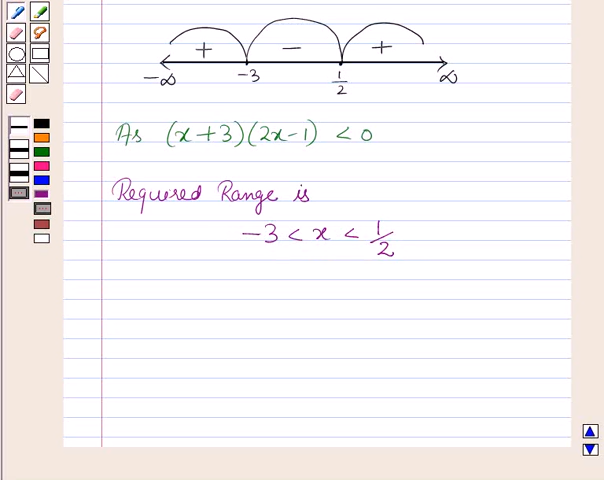 + − +
−∞ −3 1/2 ∞
As (x+3)(2x−1) < 0
Required Range is
−3 < x < 1/2